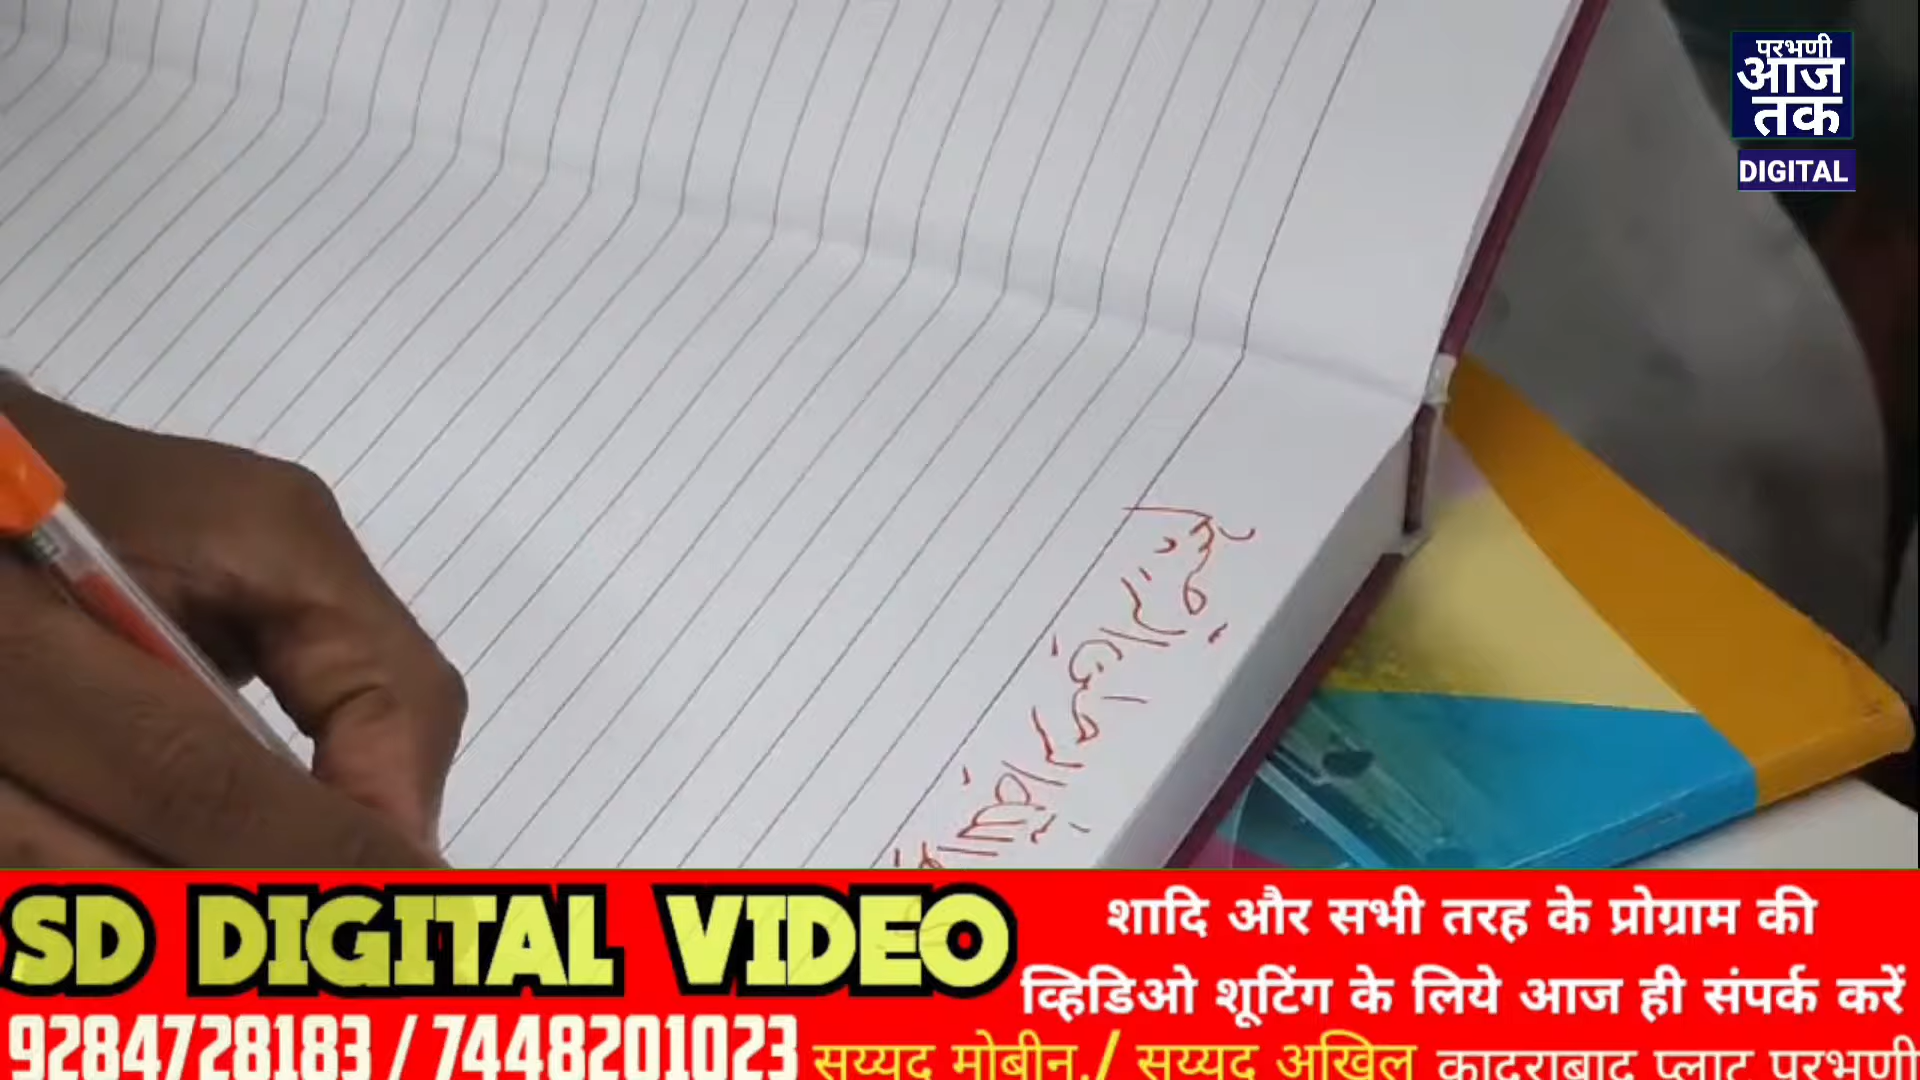 परभणी
आज
तक
DIGITAL
SD DIGITAL VIDEO
शादि और सभी तरह के प्रोग्राम की
व्हिडिओ शूटिंग के लिये आज ही संपर्क करें
9284728183 / 7448201023
सय्यद मोबीन./ सय्यद अखिल कादराबाद प्लाट परभणी